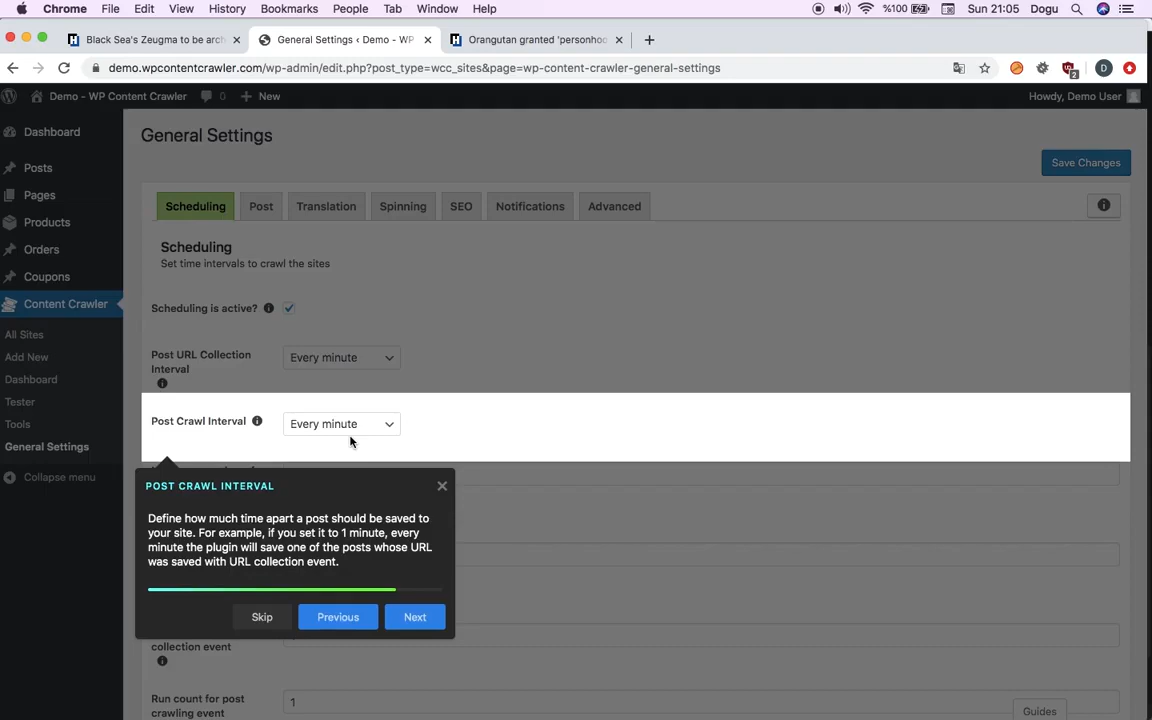 Chrome File Edit View History Bookmarks People Tab Window Help %100 Sun 21:05 Dogu
Black Sea's Zeugma to be arch
General Settings ‹ Demo - WP
Orangutan granted 'personhoo
demo.wpcontentcrawler.com/wp-admin/edit.php?post_type=wcc_sites&page=wp-content-crawler-general-settings
2
D
Demo - WP Content Crawler 0 New Howdy, Demo User
Dashboard
Posts
Pages
Products
Orders
Coupons
Content Crawler
All Sites
Add New
Dashboard
Tester
Tools
General Settings
Collapse menu
General Settings
Save Changes
Scheduling Post Translation Spinning SEO Notifications Advanced
Scheduling
Set time intervals to crawl the sites
Scheduling is active?
Post URL Collection
Interval
Every minute
Post Crawl Interval
Every minute
POST CRAWL INTERVAL
Define how much time apart a post should be saved to
your site. For example, if you set it to 1 minute, every
minute the plugin will save one of the posts whose URL
was saved with URL collection event.
Skip Previous Next
collection event
Run count for post
crawling event
1
Guides